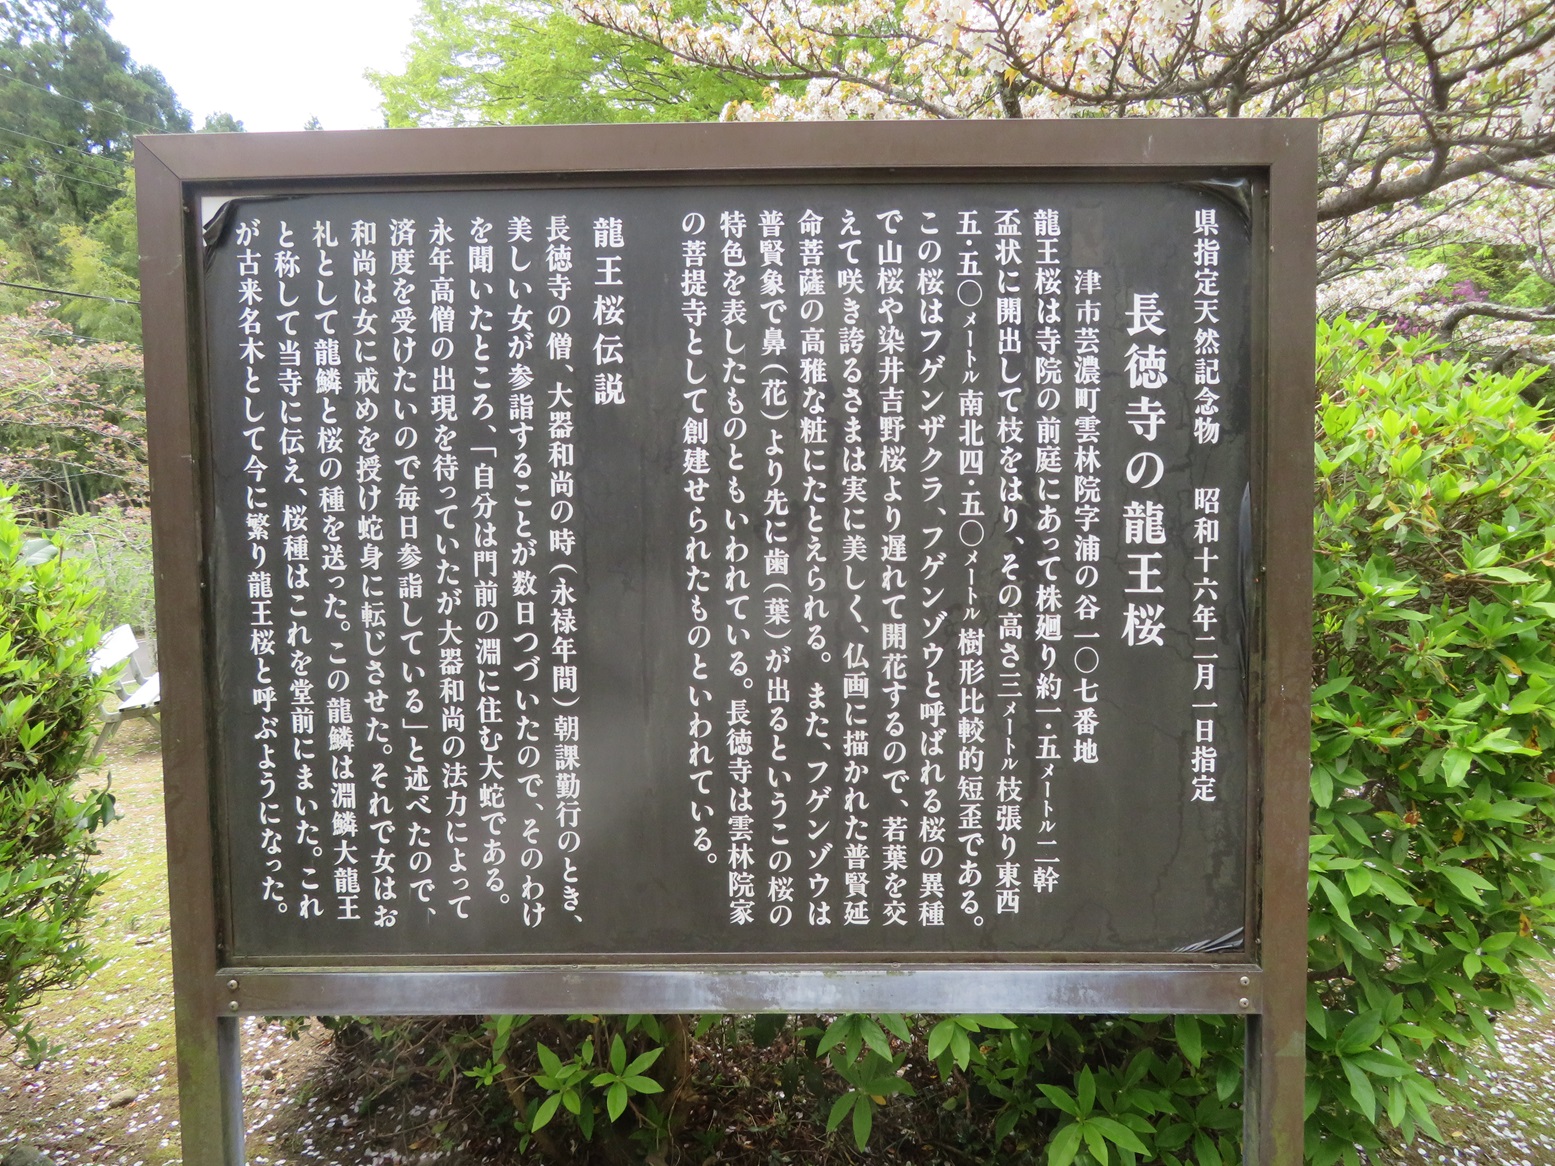 県指定天然記念物　昭和十六年二月一日指定
長徳寺の龍王桜
津市芸濃町雲林院字浦の谷一〇七番地
龍王桜は寺院の前庭にあって株廻り約一・五メートル二幹
盃状に開出して枝をはり、その高さ三メートル枝張り東西
五・五〇メートル南北四・五〇メートル樹形比較的短歪である。
この桜はフゲンザクラ、フゲンゾウと呼ばれる桜の異種
で山桜や染井吉野桜より遅れて開花するので、若葉を交
えて咲き誇るさまは実に美しく、仏画に描かれた普賢延
命菩薩の高雅な粧にたとえられる。また、フゲンゾウは
普賢象で鼻（花）より先に歯（葉）が出るというこの桜の
特色を表したものともいわれている。長徳寺は雲林院家
の菩提寺として創建せられたものといわれている。
龍王桜伝説
長徳寺の僧、大器和尚の時（永禄年間）朝課勤行のとき、
美しい女が参詣することが数日つづいたので、そのわけ
を聞いたところ、「自分は門前の淵に住む大蛇である。
永年高僧の出現を待っていたが大器和尚の法力によって
済度を受けたいので毎日参詣している」と述べたので、
和尚は女に戒めを授け蛇身に転じさせた。それで女はお
礼として龍鱗と桜の種を送った。この龍鱗は淵鱗大龍王
と称して当寺に伝え、桜種はこれを堂前にまいた。これ
が古来名木として今に繁り龍王桜と呼ぶようになった。